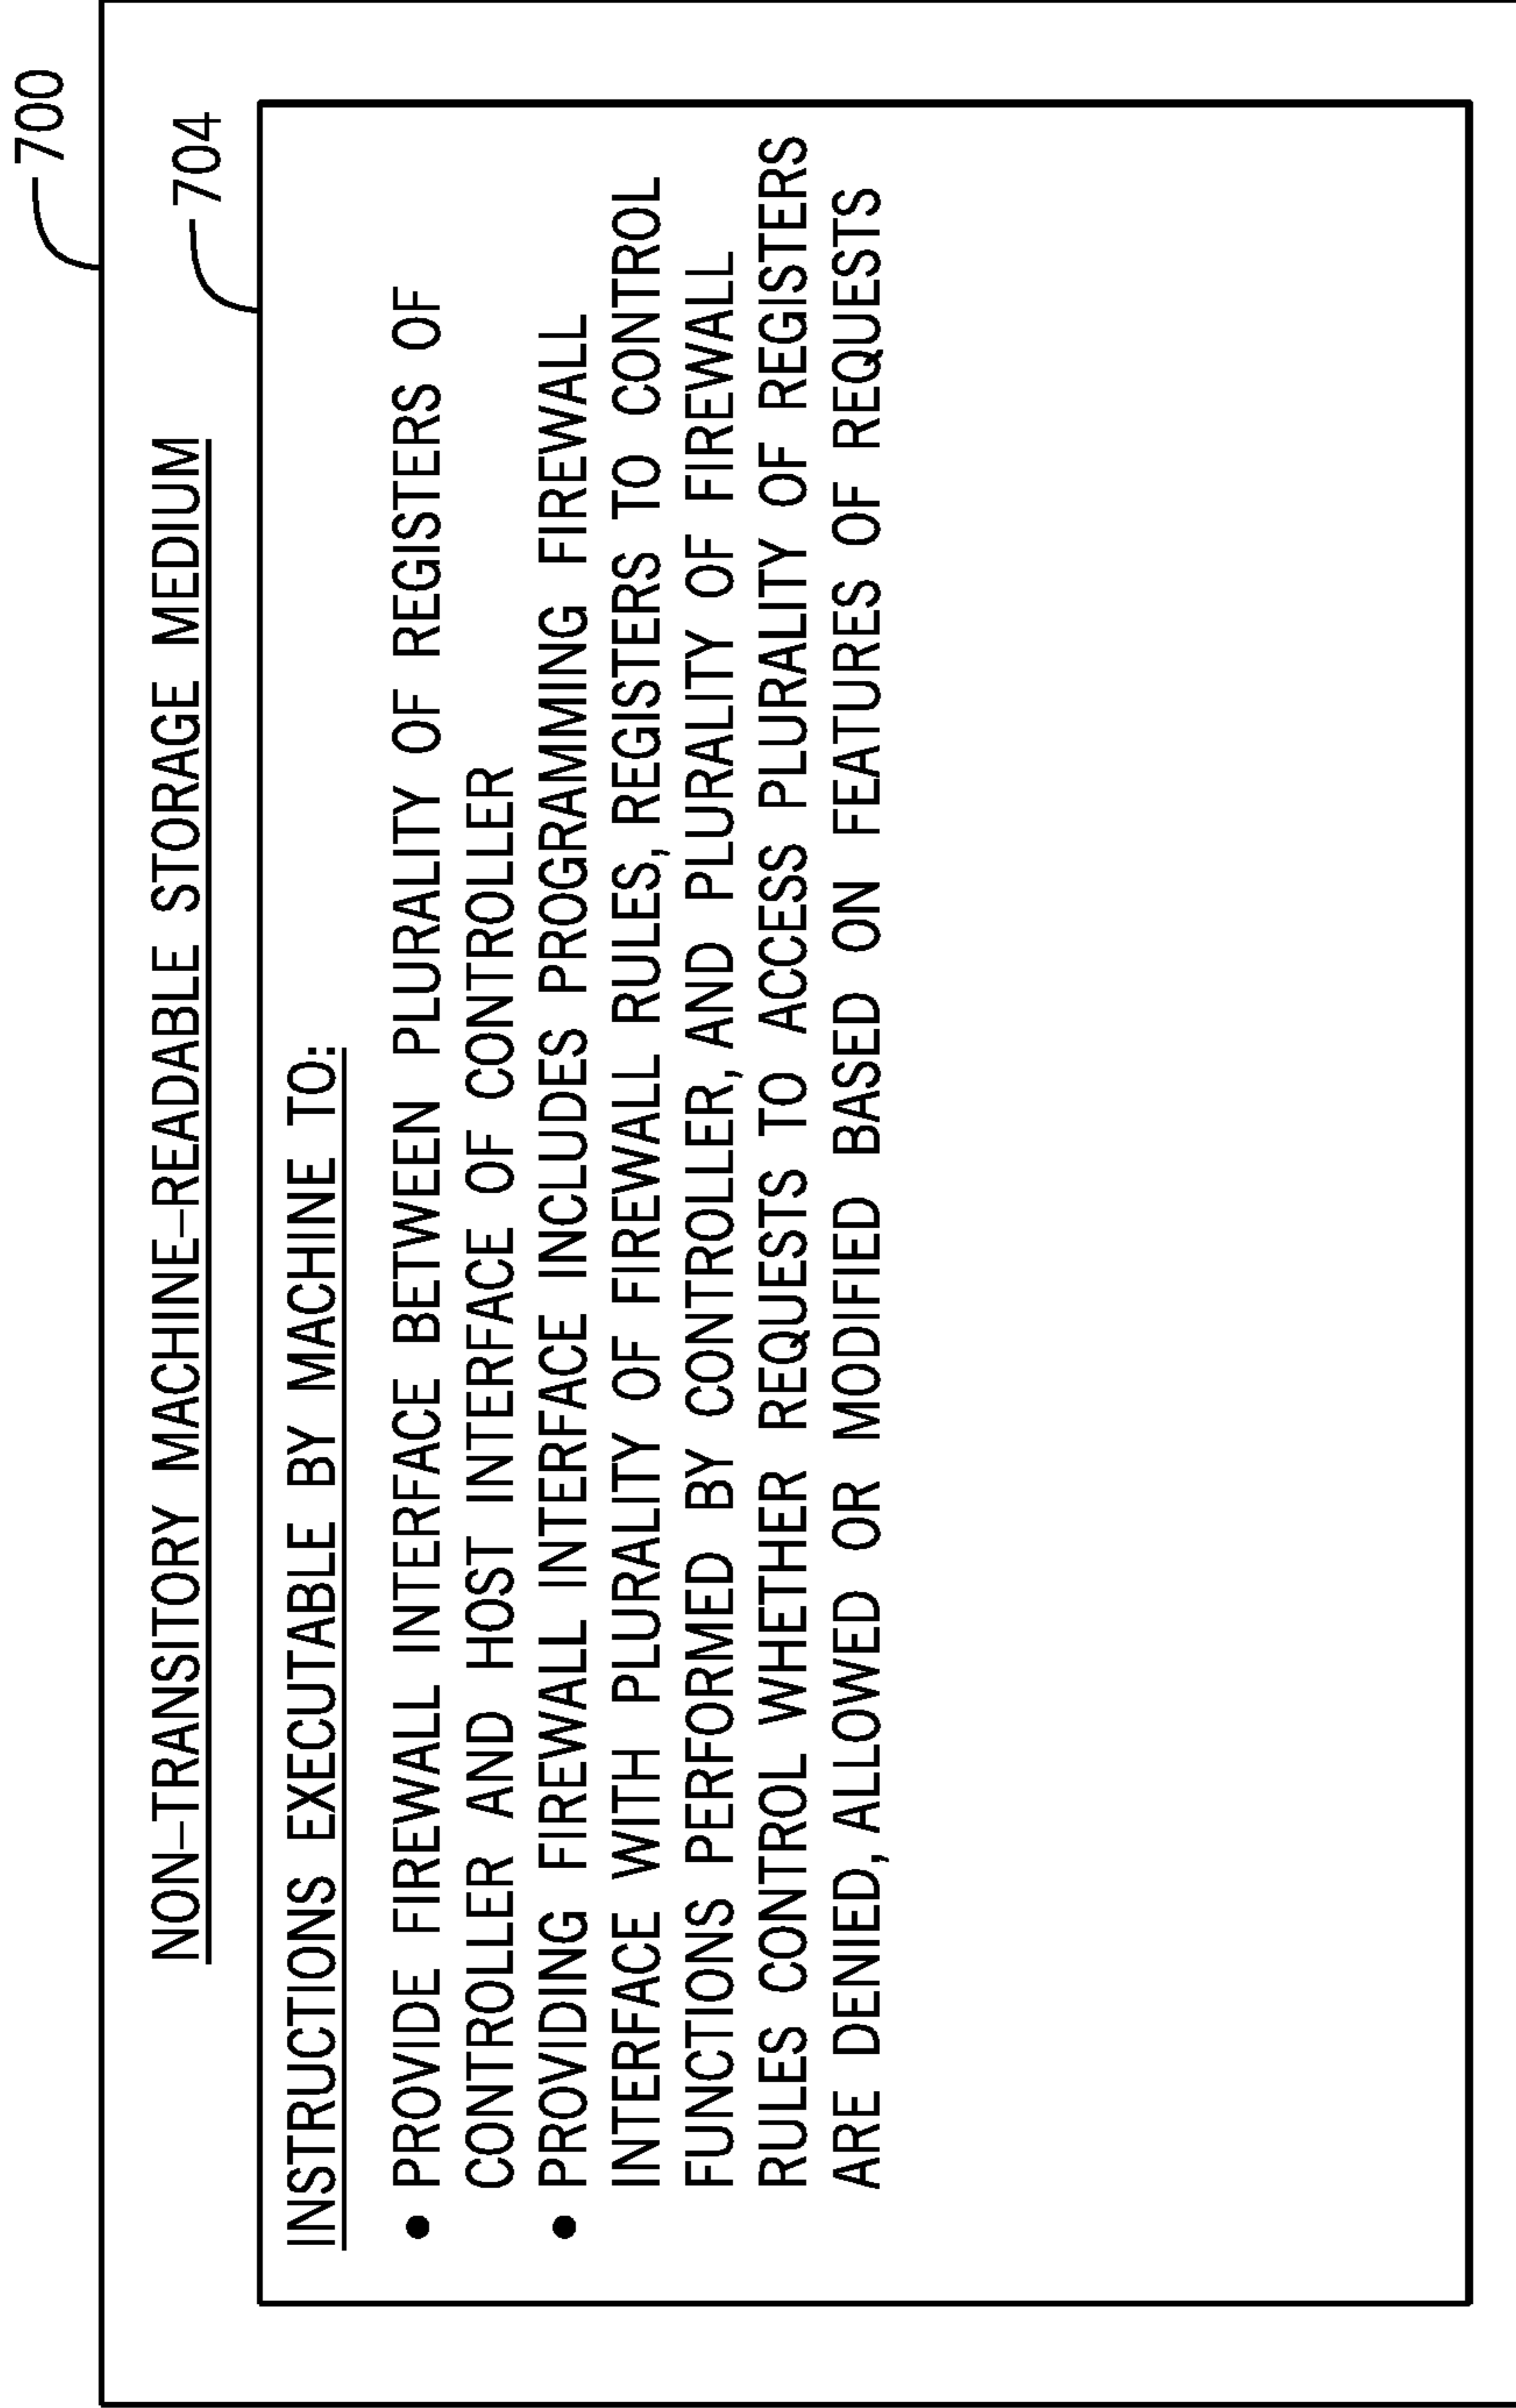 700
NON-TRANSITORY MACHINE-READABLE STORAGE MEDIUM
704
INSTRUCTIONS EXECUTABLE BY MACHINE TO:
• PROVIDE FIREWALL INTERFACE BETWEEN PLURALITY OF REGISTERS OF
CONTROLLER AND HOST INTERFACE OF CONTROLLER
• PROVIDING FIREWALL INTERFACE INCLUDES PROGRAMMING FIREWALL
INTERFACE WITH PLURALITY OF FIREWALL RULES, REGISTERS TO CONTROL
FUNCTIONS PERFORMED BY CONTROLLER, AND PLURALITY OF FIREWALL
RULES CONTROL WHETHER REQUESTS TO ACCESS PLURALITY OF REGISTERS
ARE DENIED, ALLOWED OR MODIFIED BASED ON FEATURES OF REQUESTS